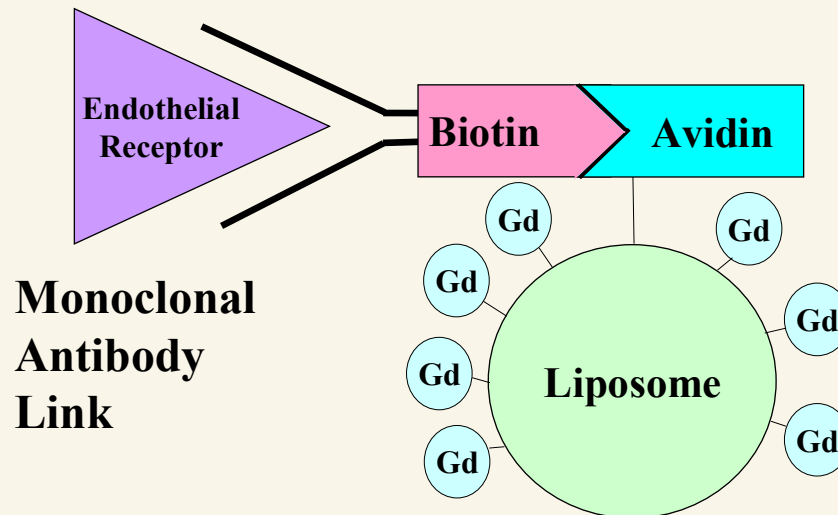 Endothelial
Receptor
Biotin
Avidin
Gd
Gd
Gd
Gd
Gd
Gd
Gd
Gd
Liposome
Monoclonal
Antibody
Link